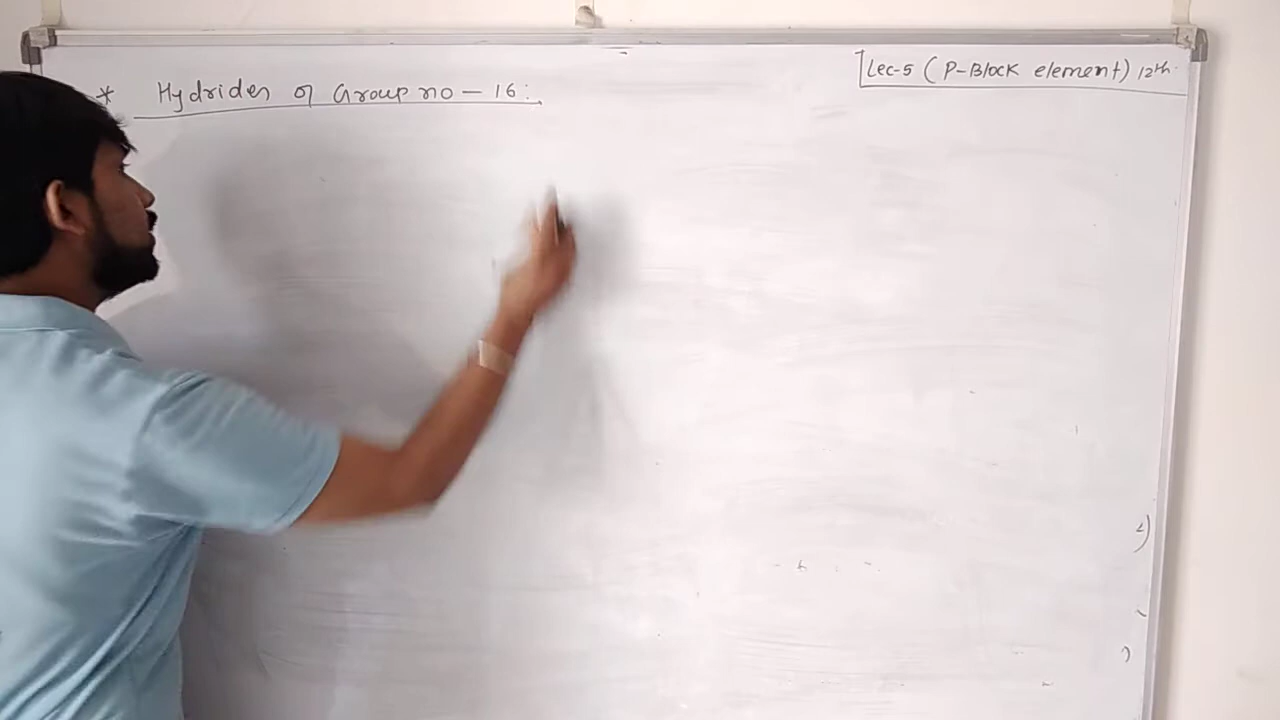 * Hydrides of Group no - 16:
Lec-5 (P-Block element) 12th